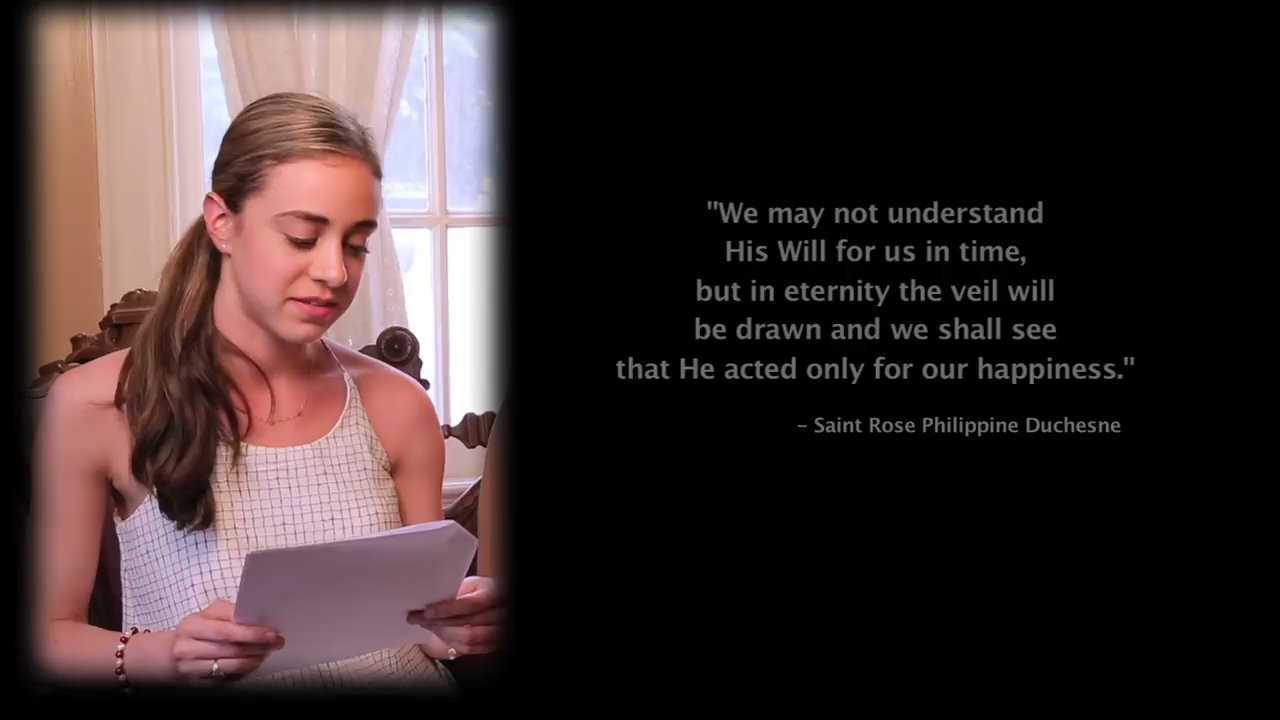 "We may not understand
His Will for us in time,
but in eternity the veil will
be drawn and we shall see
that He acted only for our happiness."
– Saint Rose Philippine Duchesne